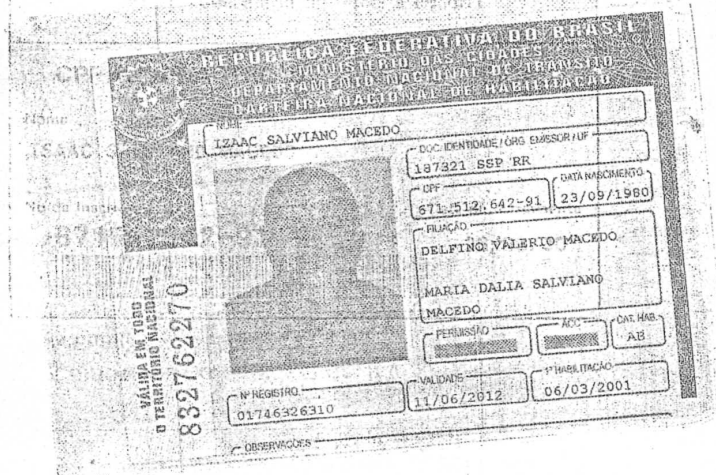 REPÚBLICA FEDERATIVA DO BRASIL
MINISTÉRIO DAS CIDADES
DEPARTAMENTO NACIONAL DE TRÂNSITO
CARTEIRA NACIONAL DE HABILITAÇÃO
NOME
IZAAC SALVIANO MACEDO
DOC. IDENTIDADE / ÓRG. EMISSOR / UF
187321 SSP RR
CPF
671.512.642-91
DATA NASCIMENTO
23/09/1980
FILIAÇÃO
DELFINO VALERIO MACEDO
MARIA DALIA SALVIANO
MACEDO
PERMISSÃO
ACC
CAT. HAB.
AB
Nº REGISTRO
01746326310
VALIDADE
11/06/2012
1ª HABILITAÇÃO
06/03/2001
OBSERVAÇÕES
VÁLIDA EM TODO
O TERRITÓRIO NACIONAL
832762270
CPF
Nome